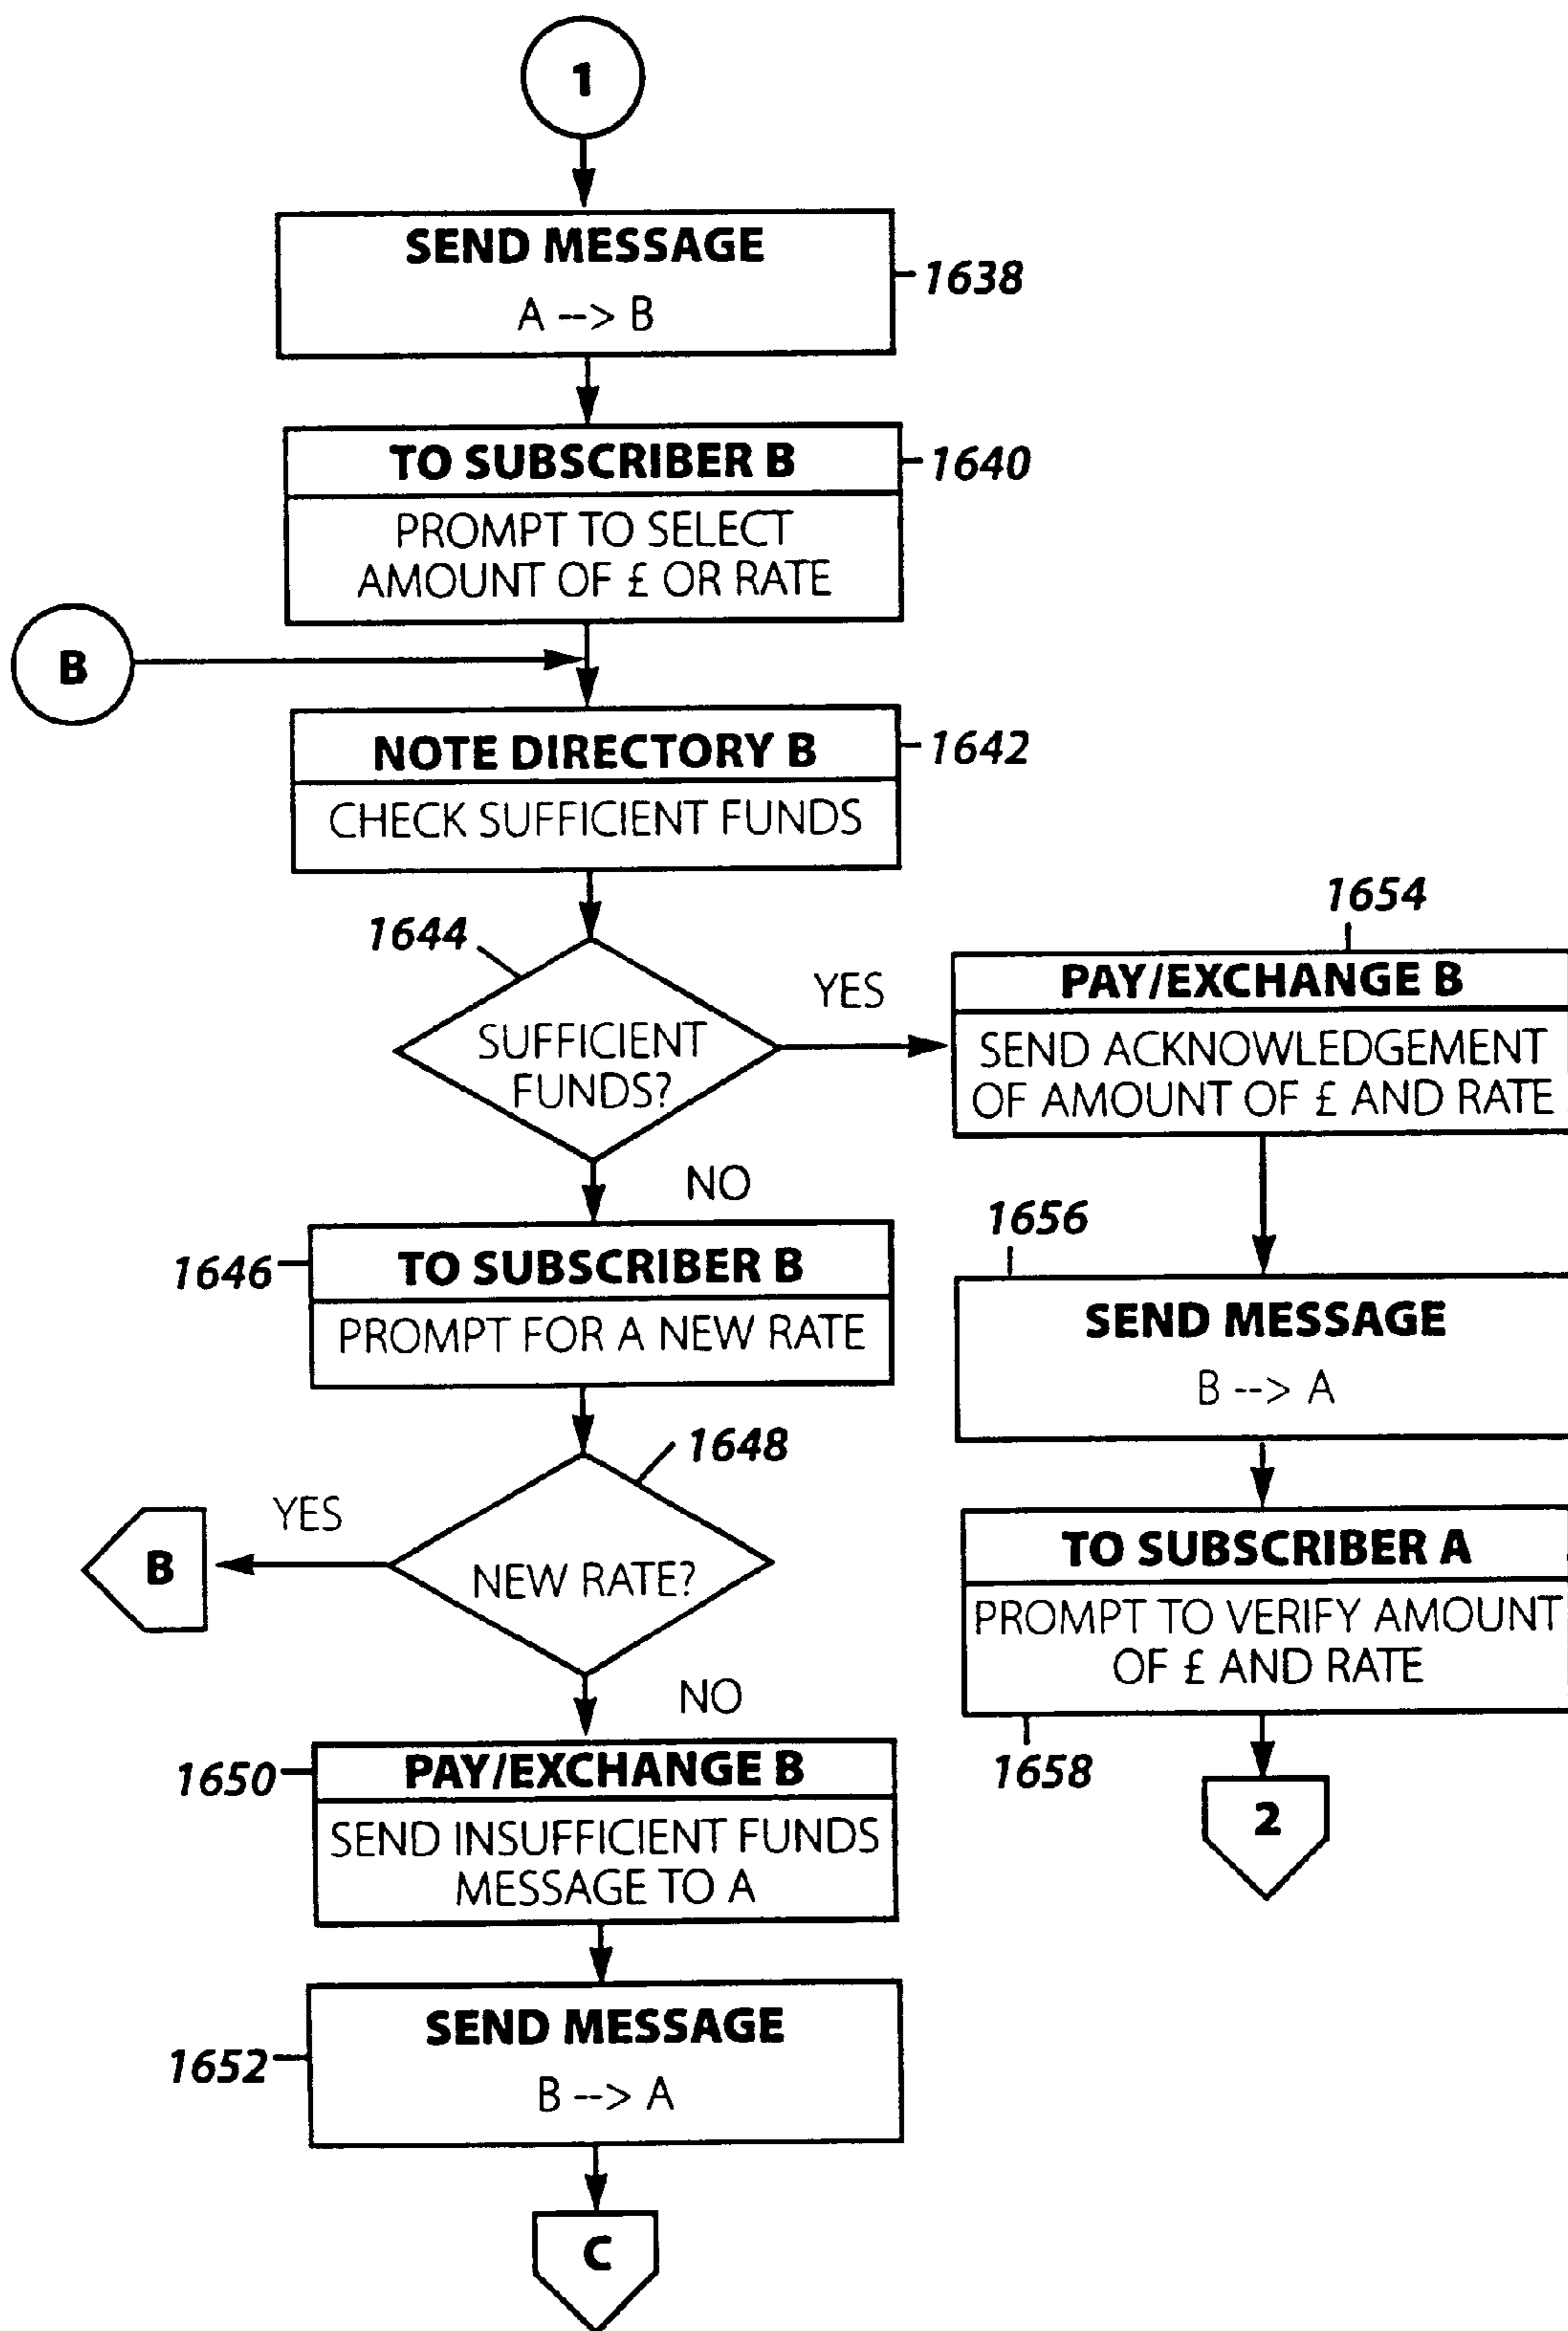 1
SEND MESSAGE
A --> B
1638
TO SUBSCRIBER B
1640
PROMPT TO SELECT
AMOUNT OF £ OR RATE
B
NOTE DIRECTORY B
1642
CHECK SUFFICIENT FUNDS
1644
SUFFICIENT
FUNDS?
YES
NO
1646
TO SUBSCRIBER B
PROMPT FOR A NEW RATE
1648
NEW RATE?
YES
B
NO
1650
PAY/EXCHANGE B
SEND INSUFFICIENT FUNDS
MESSAGE TO A
1652
SEND MESSAGE
B --> A
C
1654
PAY/EXCHANGE B
SEND ACKNOWLEDGEMENT
OF AMOUNT OF £ AND RATE
1656
SEND MESSAGE
B --> A
TO SUBSCRIBER A
PROMPT TO VERIFY AMOUNT
OF £ AND RATE
1658
2